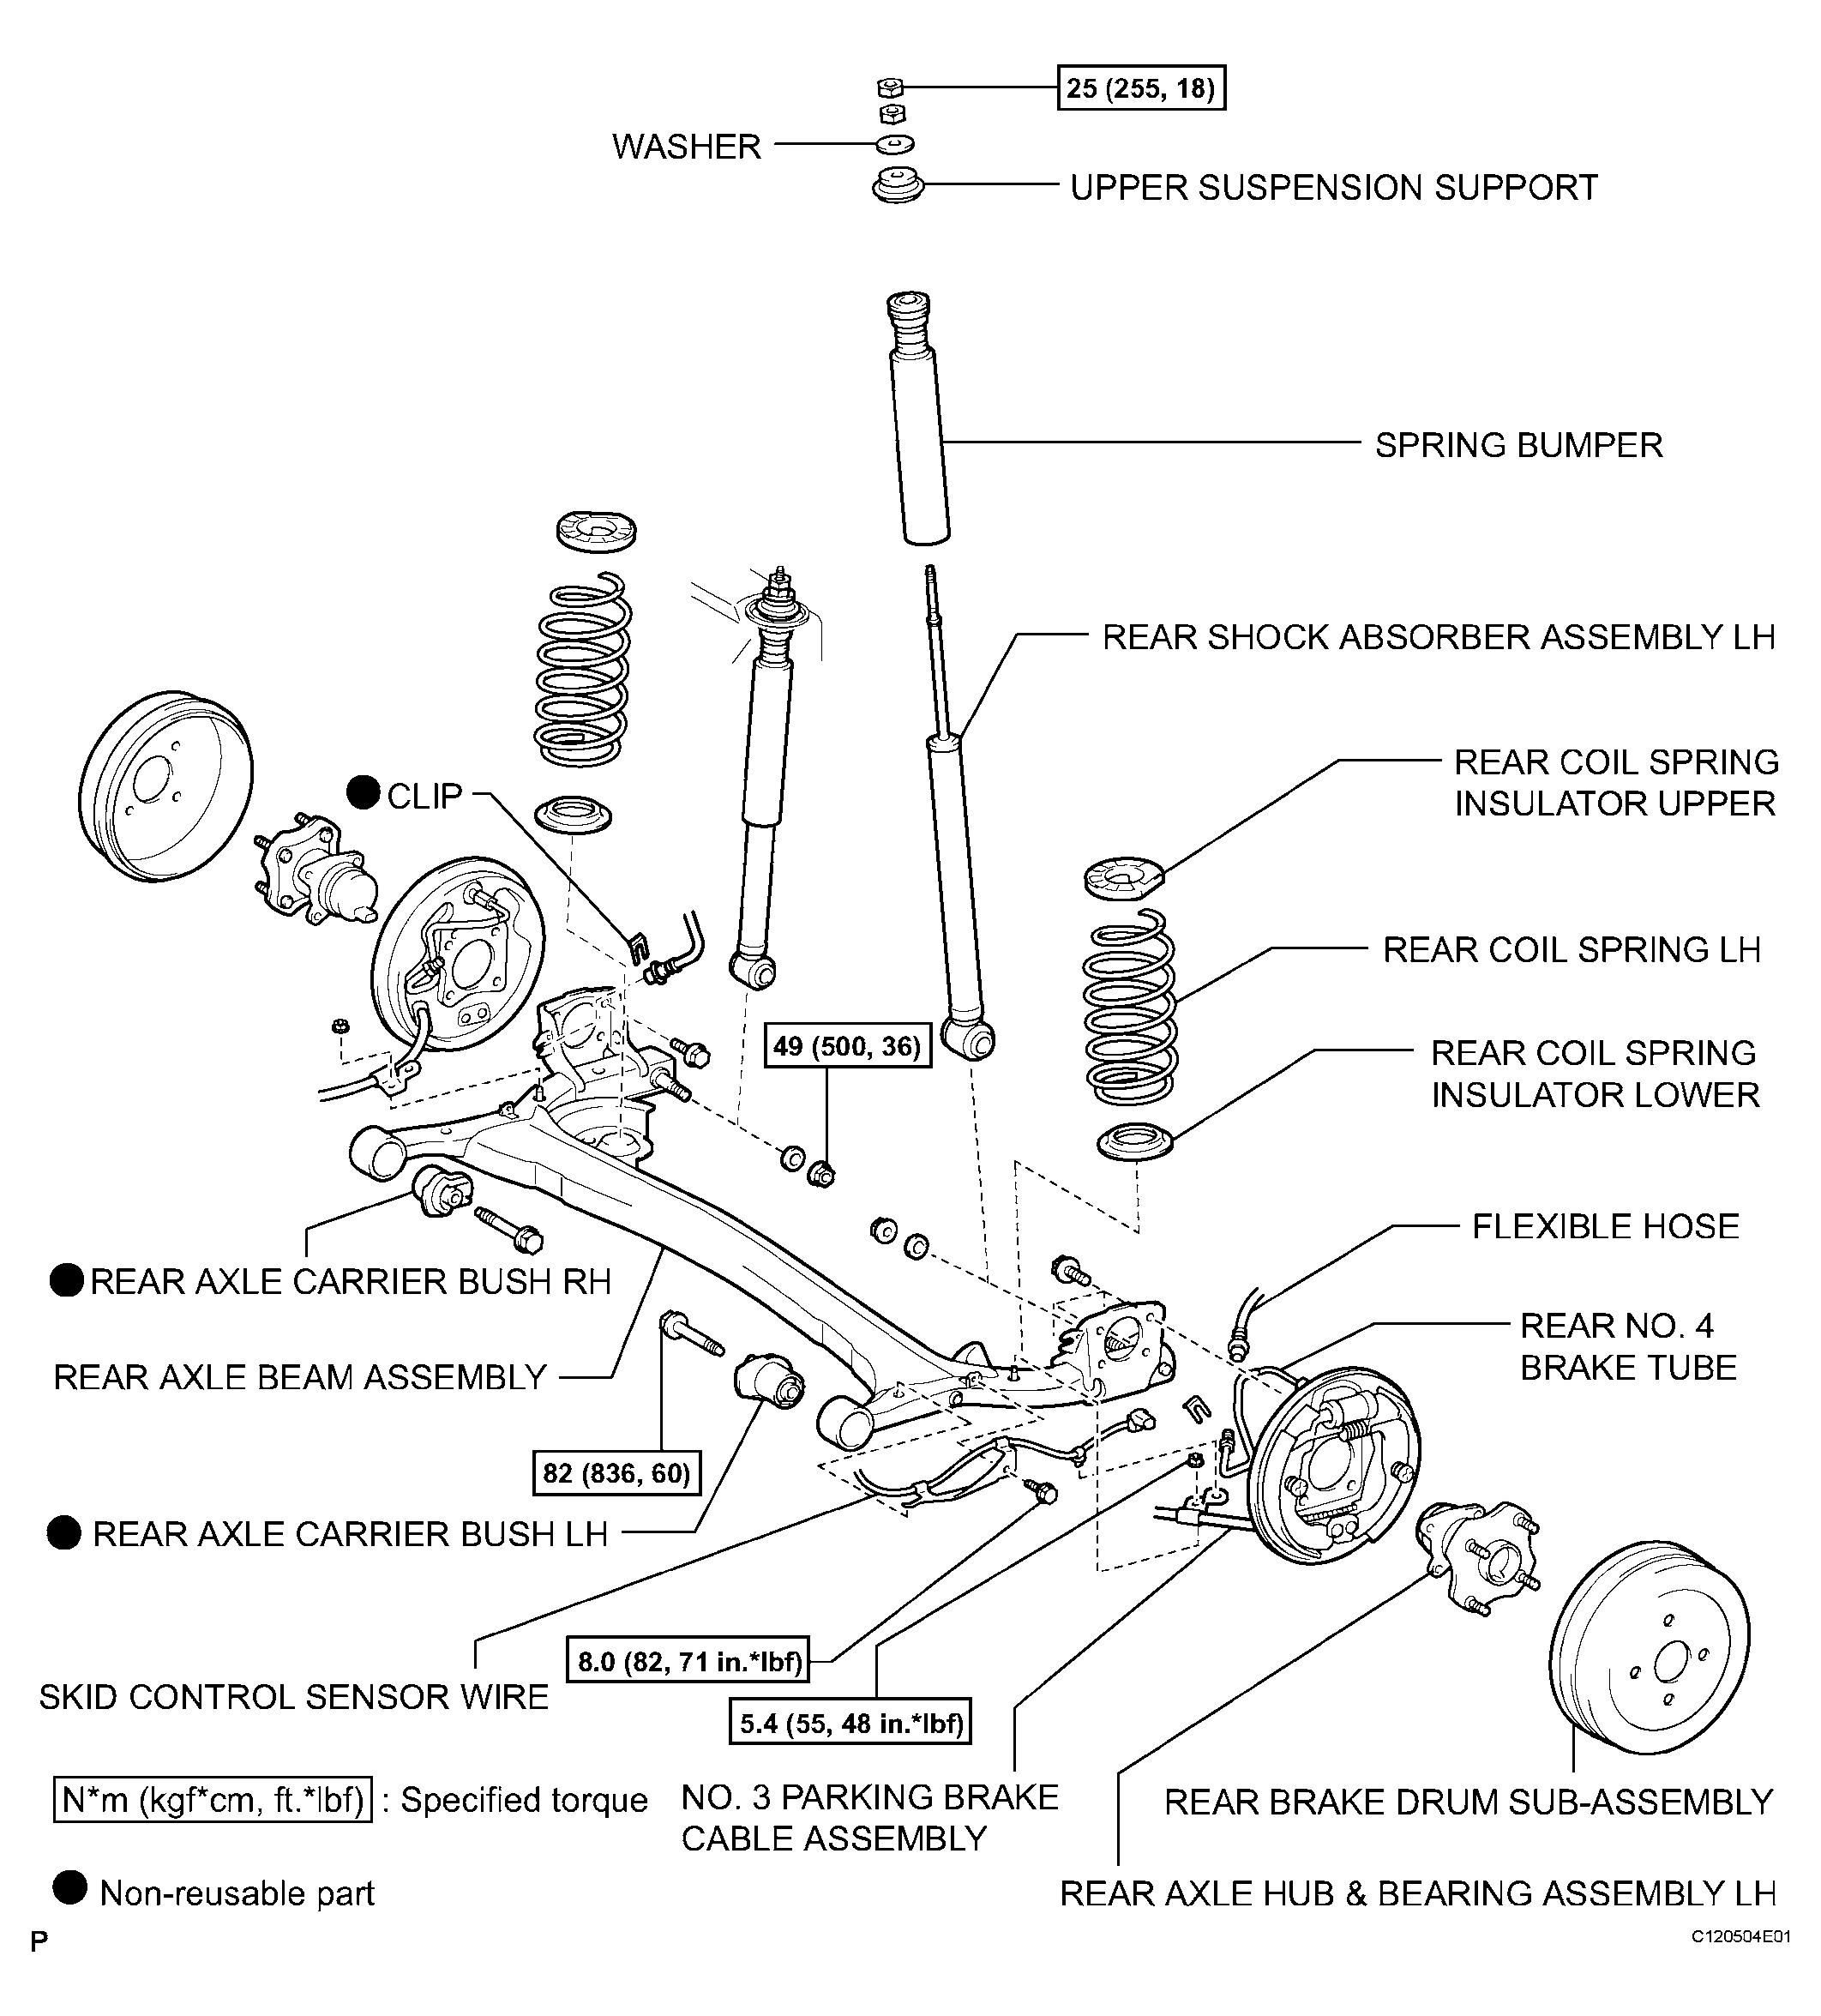 25 (255, 18)
WASHER
UPPER SUSPENSION SUPPORT
SPRING BUMPER
REAR SHOCK ABSORBER ASSEMBLY LH
REAR COIL SPRING
INSULATOR UPPER
CLIP
REAR COIL SPRING LH
49 (500, 36)
REAR COIL SPRING
INSULATOR LOWER
FLEXIBLE HOSE
REAR AXLE CARRIER BUSH RH
REAR NO. 4
BRAKE TUBE
REAR AXLE BEAM ASSEMBLY
82 (836, 60)
REAR AXLE CARRIER BUSH LH
8.0 (82, 71 in.*lbf)
SKID CONTROL SENSOR WIRE
5.4 (55, 48 in.*lbf)
N*m (kgf*cm, ft.*lbf) : Specified torque
NO. 3 PARKING BRAKE
CABLE ASSEMBLY
REAR BRAKE DRUM SUB-ASSEMBLY
Non-reusable part
REAR AXLE HUB & BEARING ASSEMBLY LH
P
C120504E01